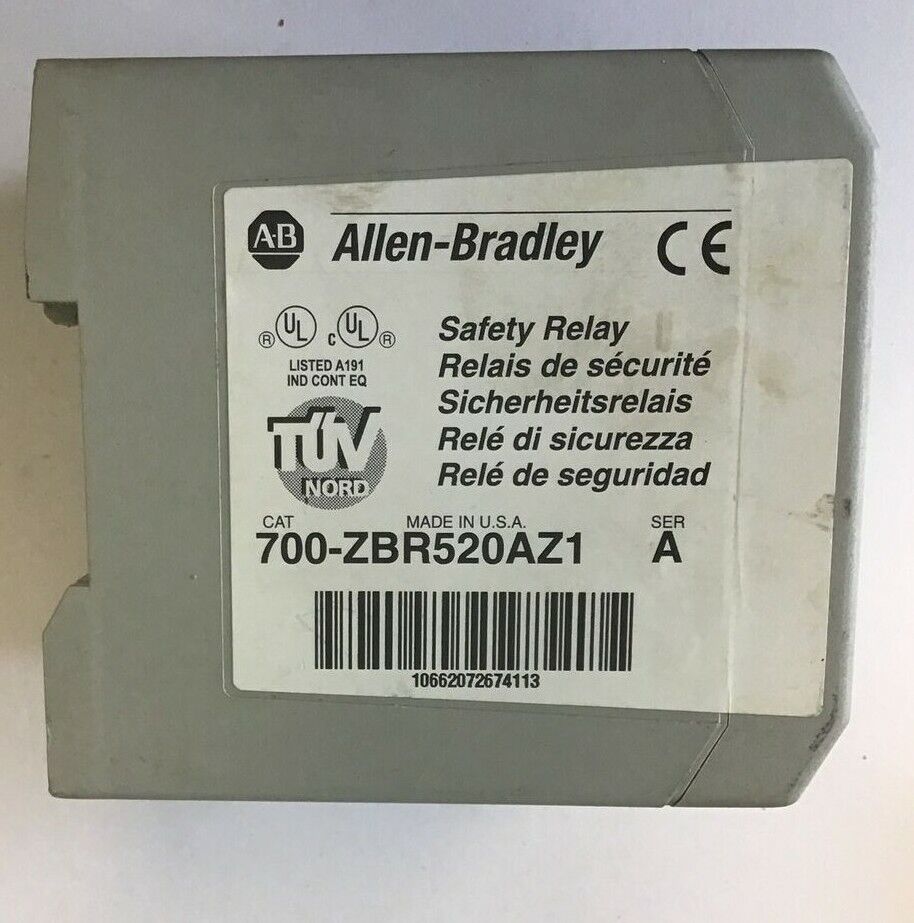 A-B Allen-Bradley CE
UL ® c UL ®
LISTED A191
IND CONT EQ
TÜV
NORD
Safety Relay
Relais de sécurité
Sicherheitsrelais
Relé di sicurezza
Relé de seguridad
CAT MADE IN U.S.A. SER
700-ZBR520AZ1 A
10662072674113